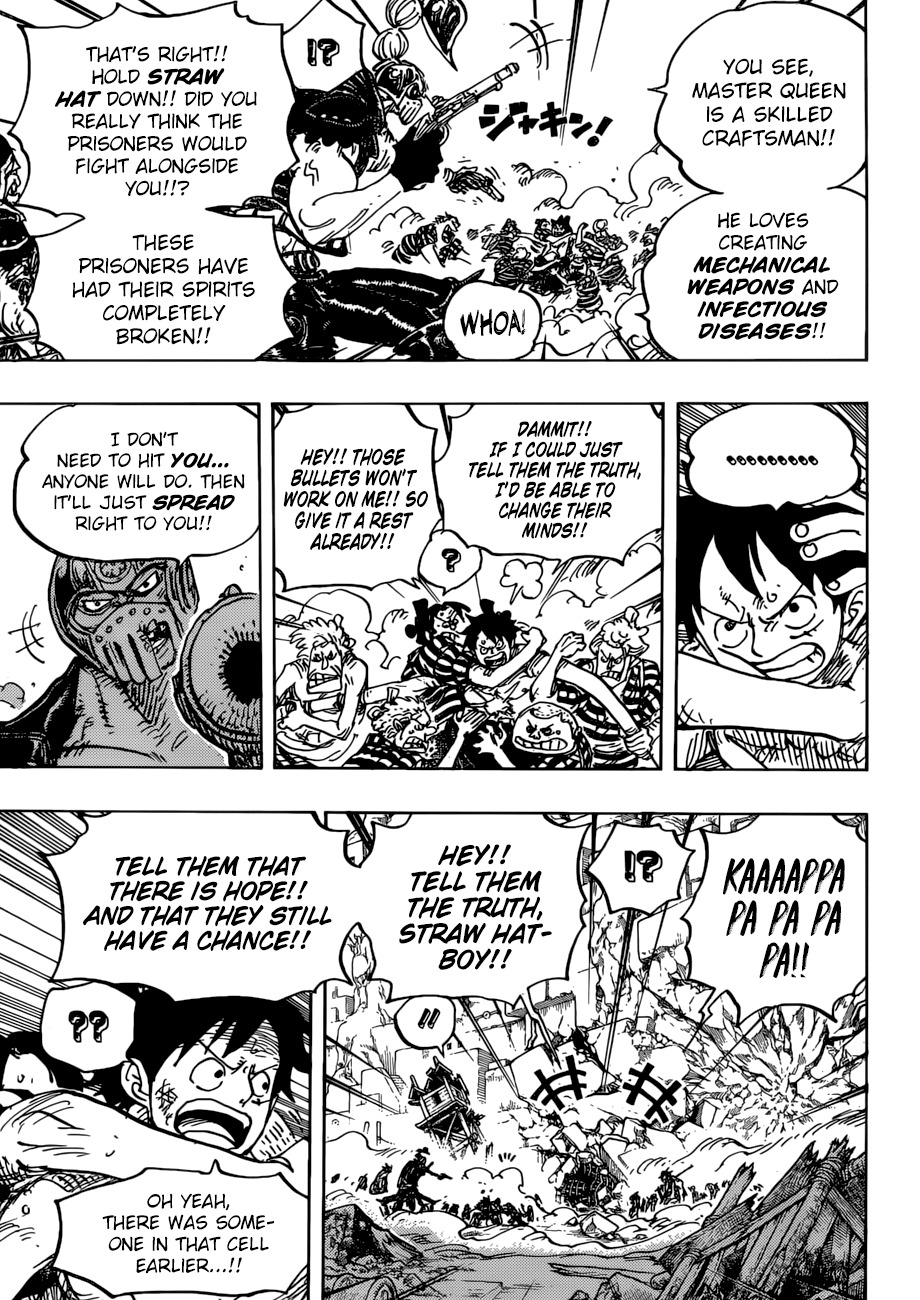 YOU SEE,
MASTER QUEEN
IS A SKILLED
CRAFTSMAN!!
HE LOVES
CREATING
MECHANICAL
WEAPONS AND
INFECTIOUS
DISEASES!!
ジャキン!
WHOA!
!?
THAT'S RIGHT!!
HOLD STRAW
HAT DOWN!! DID YOU
REALLY THINK THE
PRISONERS WOULD
FIGHT ALONGSIDE
YOU!!?
THESE
PRISONERS HAVE
HAD THEIR SPIRITS
COMPLETELY
BROKEN!!
..........
DAMMIT!!
IF I COULD JUST
TELL THEM THE TRUTH,
I'D BE ABLE TO
CHANGE THEIR
MINDS!!
?
HEY!! THOSE
BULLETS WON'T
WORK ON ME!! SO
GIVE IT A REST
ALREADY!!
I DON'T
NEED TO HIT YOU...
ANYONE WILL DO. THEN
IT'LL JUST SPREAD
RIGHT TO YOU!!
KAAAAPPA
PA PA PA
PA!!
!?
HEY!!
TELL THEM
THE TRUTH,
STRAW HAT-
BOY!!
!!
TELL THEM THAT
THERE IS HOPE!!
AND THAT THEY STILL
HAVE A CHANCE!!
??
OH YEAH,
THERE WAS SOME-
ONE IN THAT CELL
EARLIER...!!